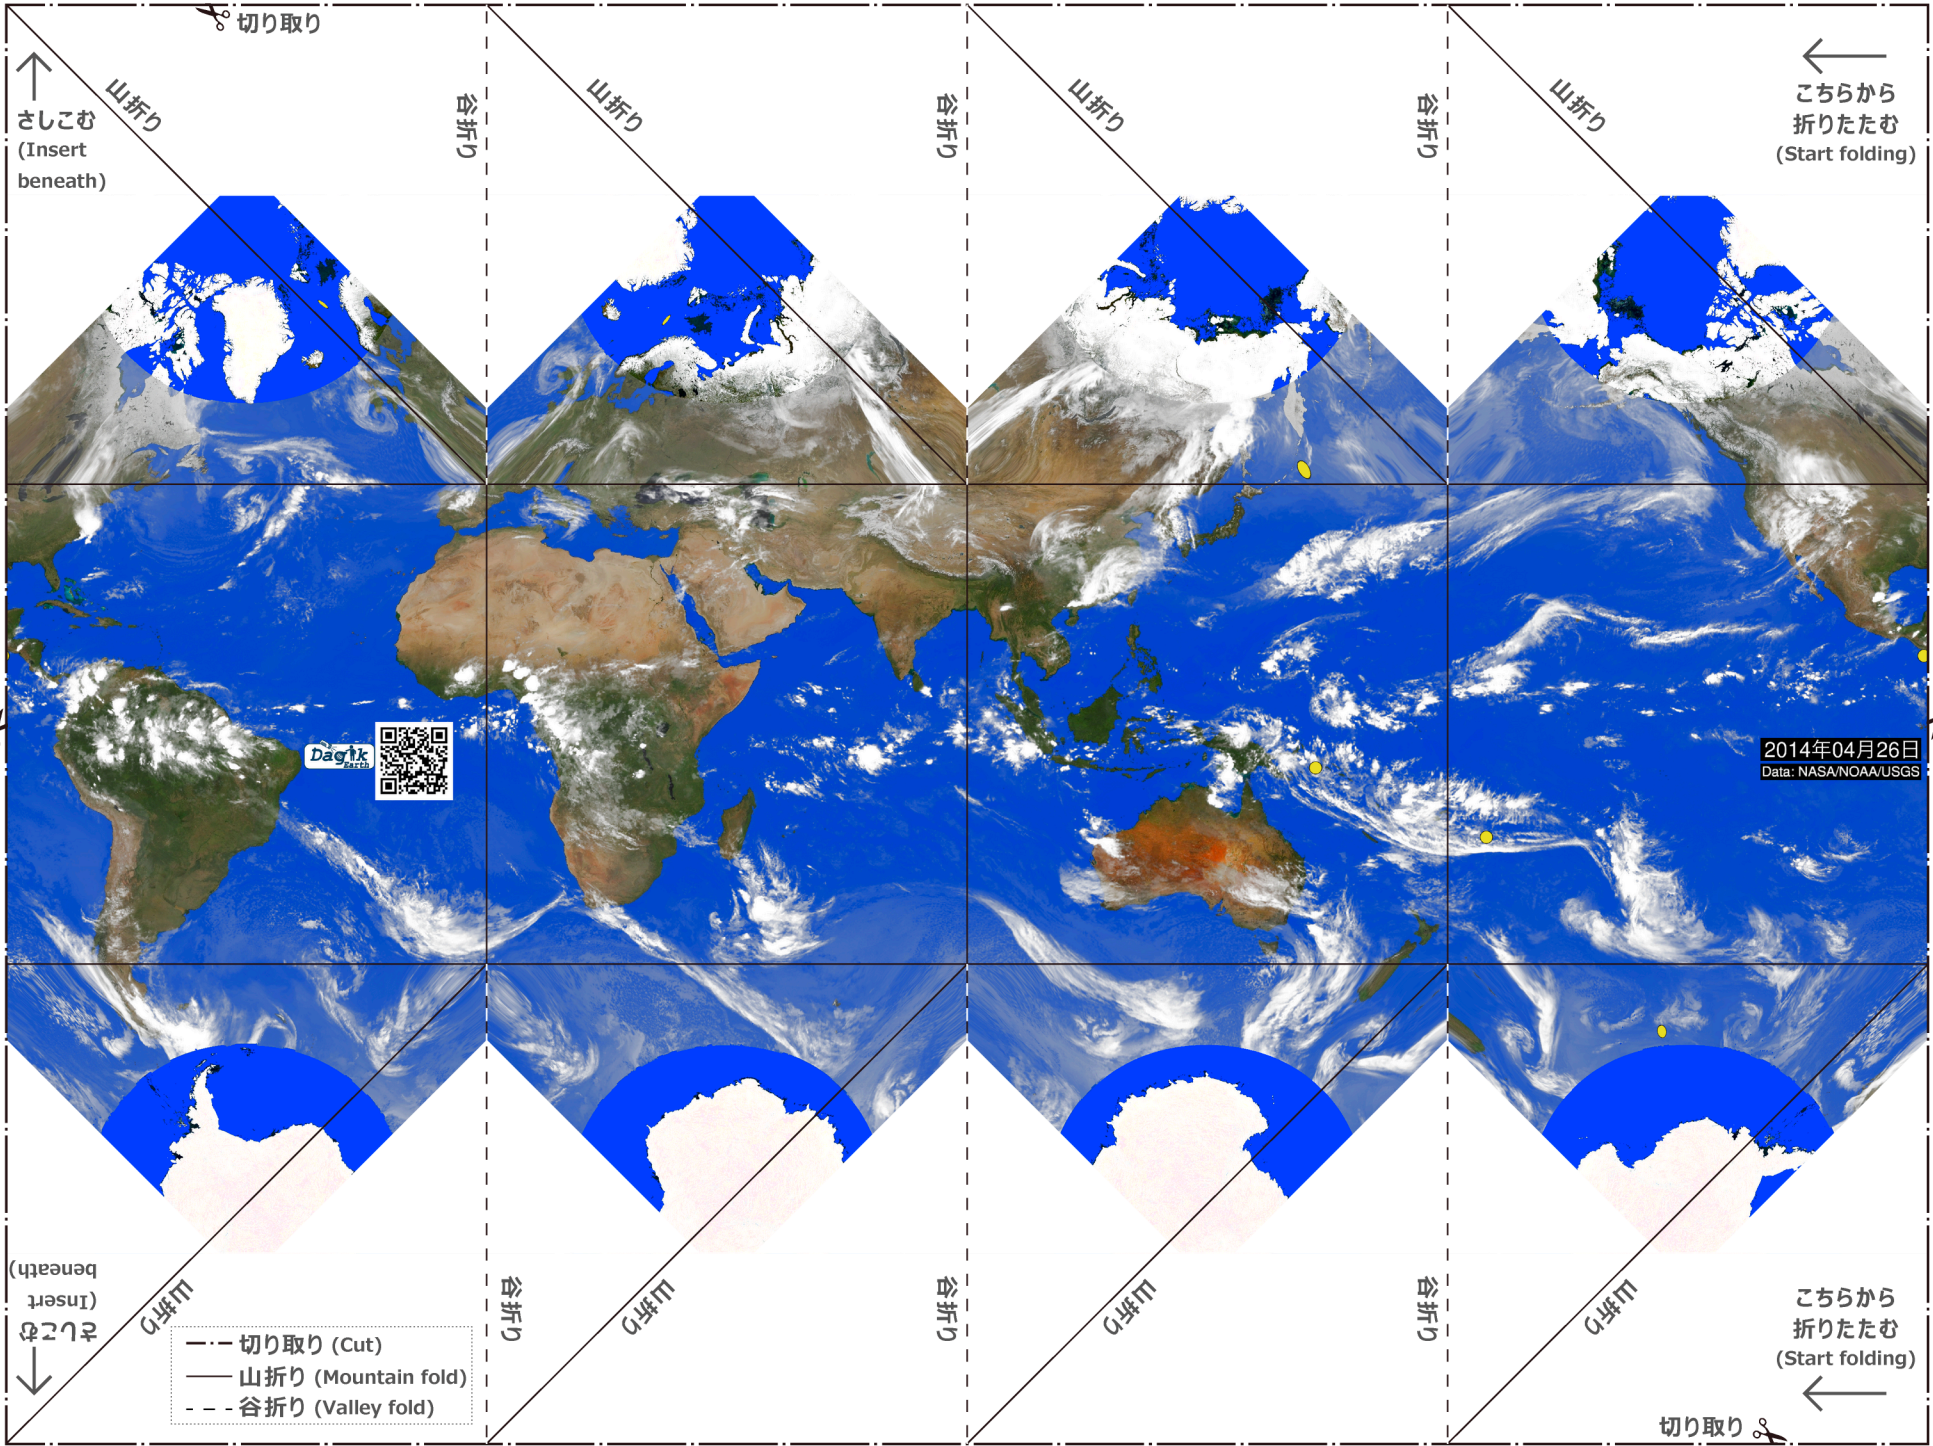 切り取り
山折り
谷折り
山折り
谷折り
山折り
谷折り
山折り
さしこむ
(Insert
beneath)
こちらから
折りたたむ
(Start folding)
Dagik
Earth
2014年04月26日
Data: NASA/NOAA/USGS
さしこむ
(Insert
beneath)
山折り
谷折り
山折り
谷折り
山折り
谷折り
山折り
こちらから
折りたたむ
(Start folding)
切り取り (Cut)
山折り (Mountain fold)
谷折り (Valley fold)
切り取り